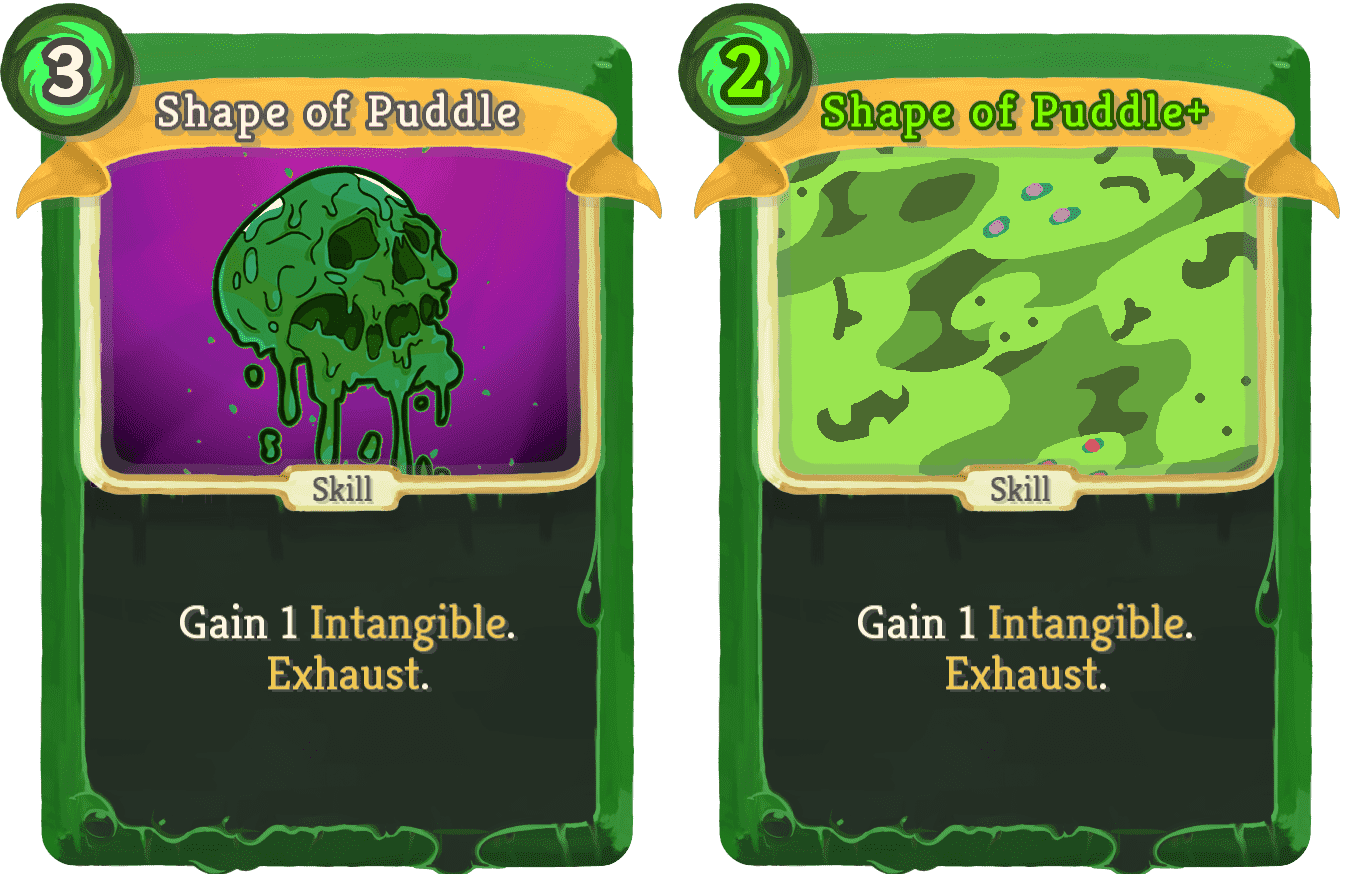 3
Shape of Puddle
Skill
Gain 1 Intangible.
Exhaust.
2
Shape of Puddle+
Skill
Gain 1 Intangible.
Exhaust.